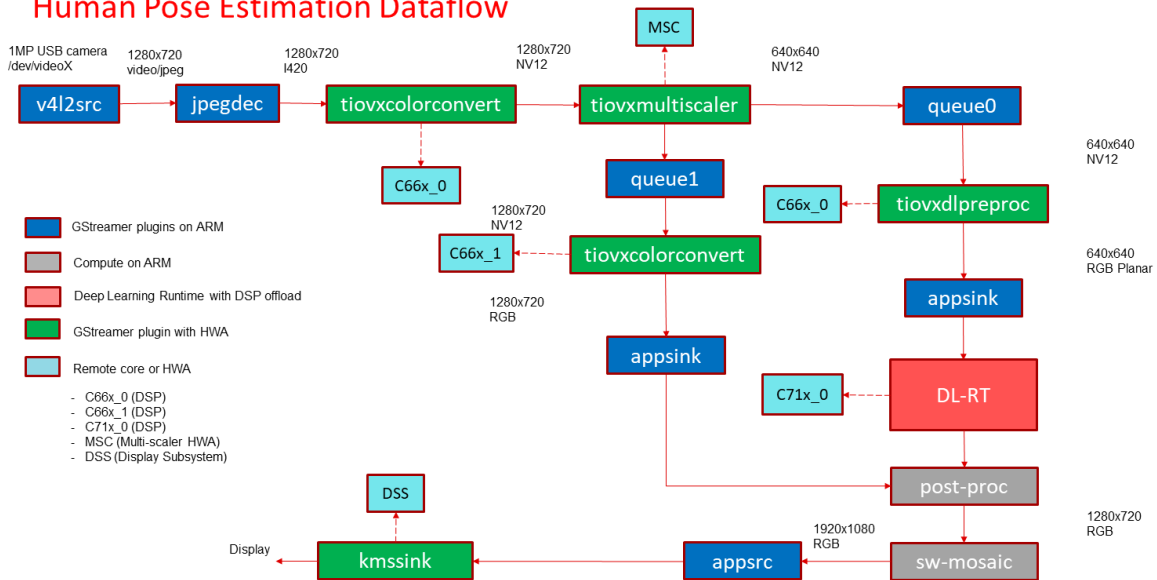 Human Pose Estimation Dataflow
1MP USB camera
/dev/videoX
1280x720
video/jpeg
1280x720
I420
1280x720
NV12
MSC
640x640
NV12
v4l2src
jpegdec
tiovxcolorconvert
tiovxmultiscaler
queue0
640x640
NV12
C66x_0
queue1
C66x_0
tiovxdlpreproc
1280x720
NV12
C66x_1
tiovxcolorconvert
640x640
RGB Planar
1280x720
RGB
appsink
appsink
GStreamer plugins on ARM
Compute on ARM
Deep Learning Runtime with DSP offload
GStreamer plugin with HWA
Remote core or HWA
- C66x_0 (DSP)
- C66x_1 (DSP)
- C71x_0 (DSP)
- MSC (Multi-scaler HWA)
- DSS (Display Subsystem)
C71x_0
DL-RT
post-proc
DSS
1280x720
RGB
1920x1080
RGB
Display
kmssink
appsrc
sw-mosaic